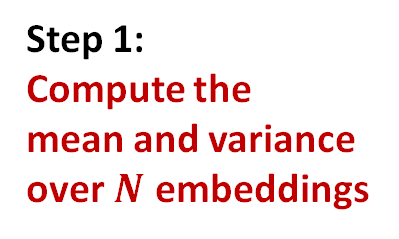 Step 1:
Compute the
mean and variance
over N embeddings